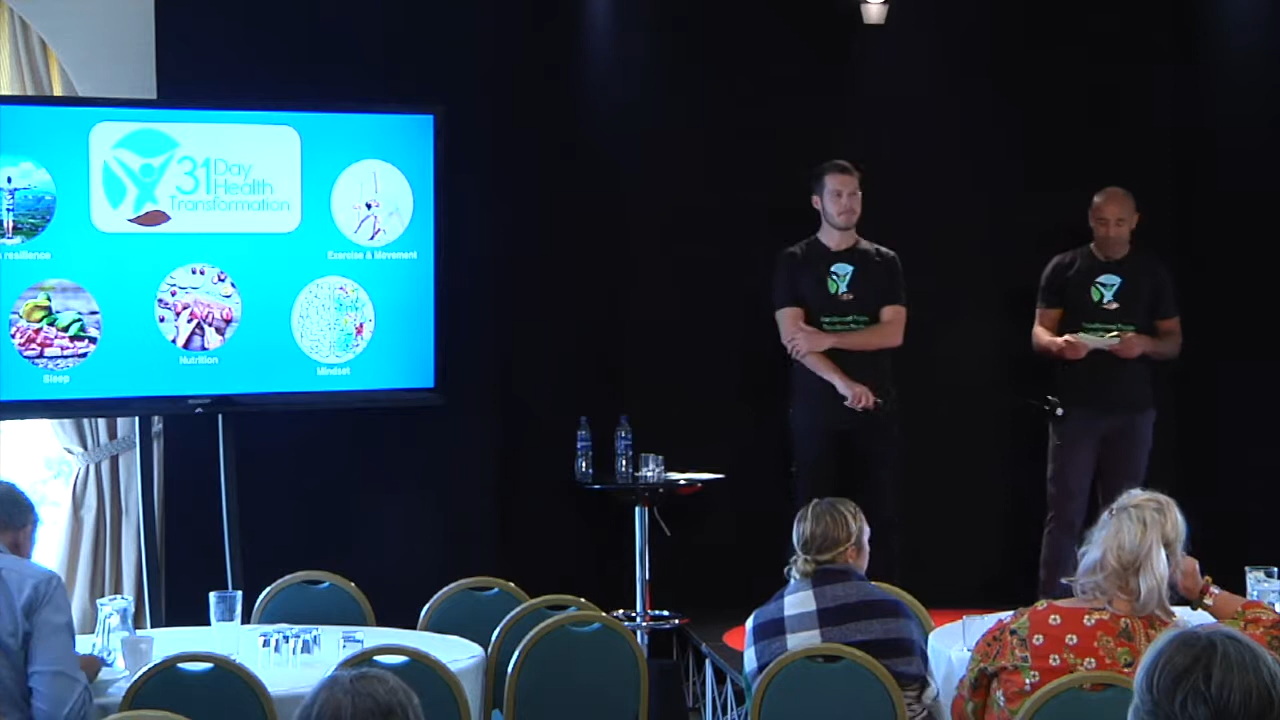 31 Day
Health
Transformation
resilience
Exercise & Movement
Sleep
Nutrition
Mindset